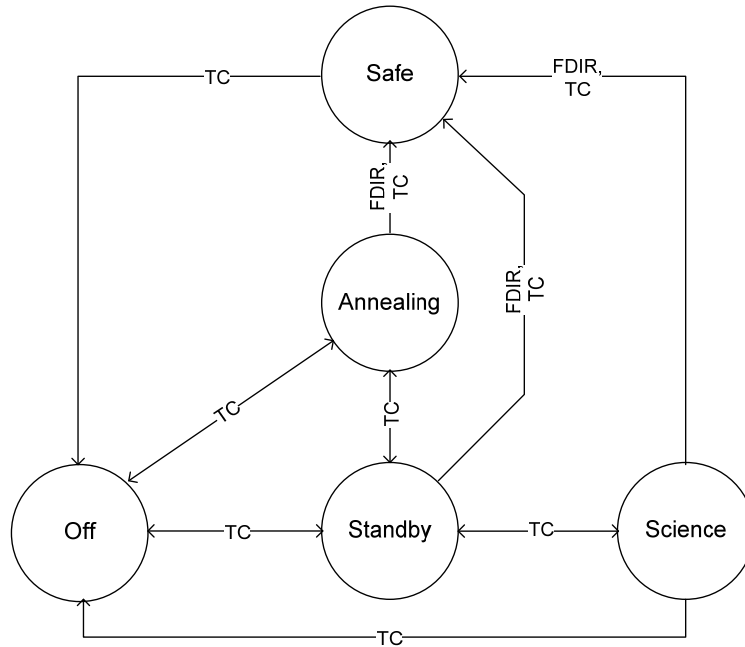 Safe
TC
FDIR,
TC
FDIR,
TC
Annealing
FDIR,
TC
TC
TC
Off
TC
Standby
TC
Science
TC